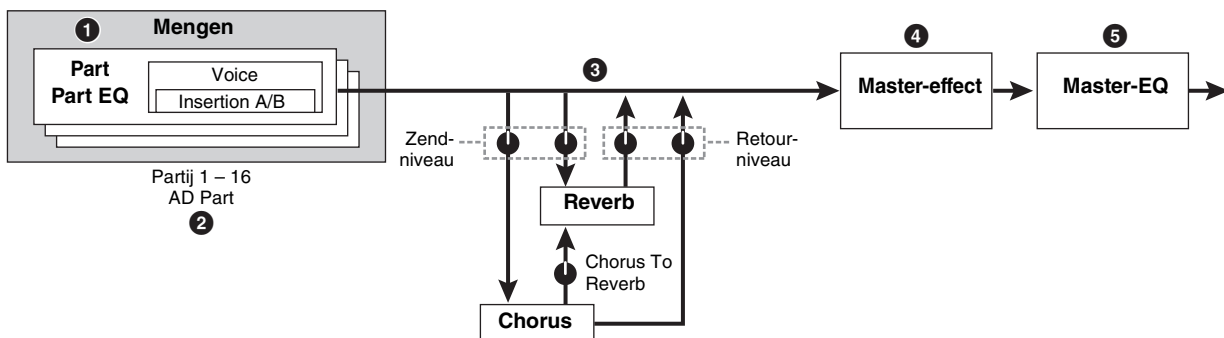 1
Mengen
Part
Part EQ
Voice
Insertion A/B
Partij 1 – 16
AD Part
2
3
Zend-
niveau
Retour-
niveau
Reverb
Chorus To
Reverb
Chorus
4
Master-effect
5
Master-EQ